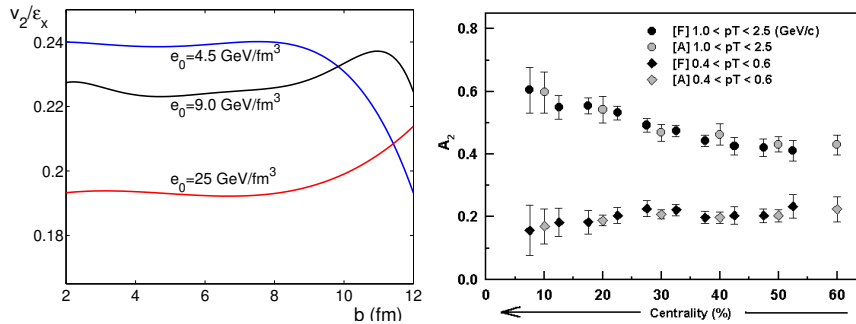 v₂/εₓ
0.24
0.22
0.2
0.18
e₀=4.5 GeV/fm³
e₀=9.0 GeV/fm³
e₀=25 GeV/fm³
2 4 6 8 10 12
b (fm)
A₂
0.8
0.6
0.4
0.2
0.0
[F] 1.0 < pT < 2.5 (GeV/c)
[A] 1.0 < pT < 2.5
[F] 0.4 < pT < 0.6
[A] 0.4 < pT < 0.6
0 10 20 30 40 50 60
Centrality (%)